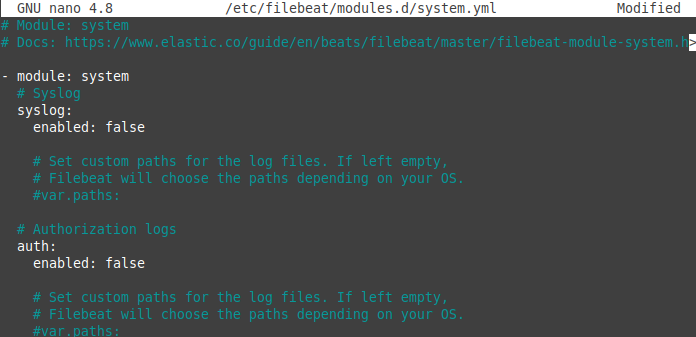 GNU nano 4.8 /etc/filebeat/modules.d/system.yml Modified
# Module: system
# Docs: https://www.elastic.co/guide/en/beats/filebeat/master/filebeat-module-system.h>
- module: system
# Syslog
syslog:
enabled: false
# Set custom paths for the log files. If left empty,
# Filebeat will choose the paths depending on your OS.
#var.paths:
# Authorization logs
auth:
enabled: false
# Set custom paths for the log files. If left empty,
# Filebeat will choose the paths depending on your OS.
#var.paths: